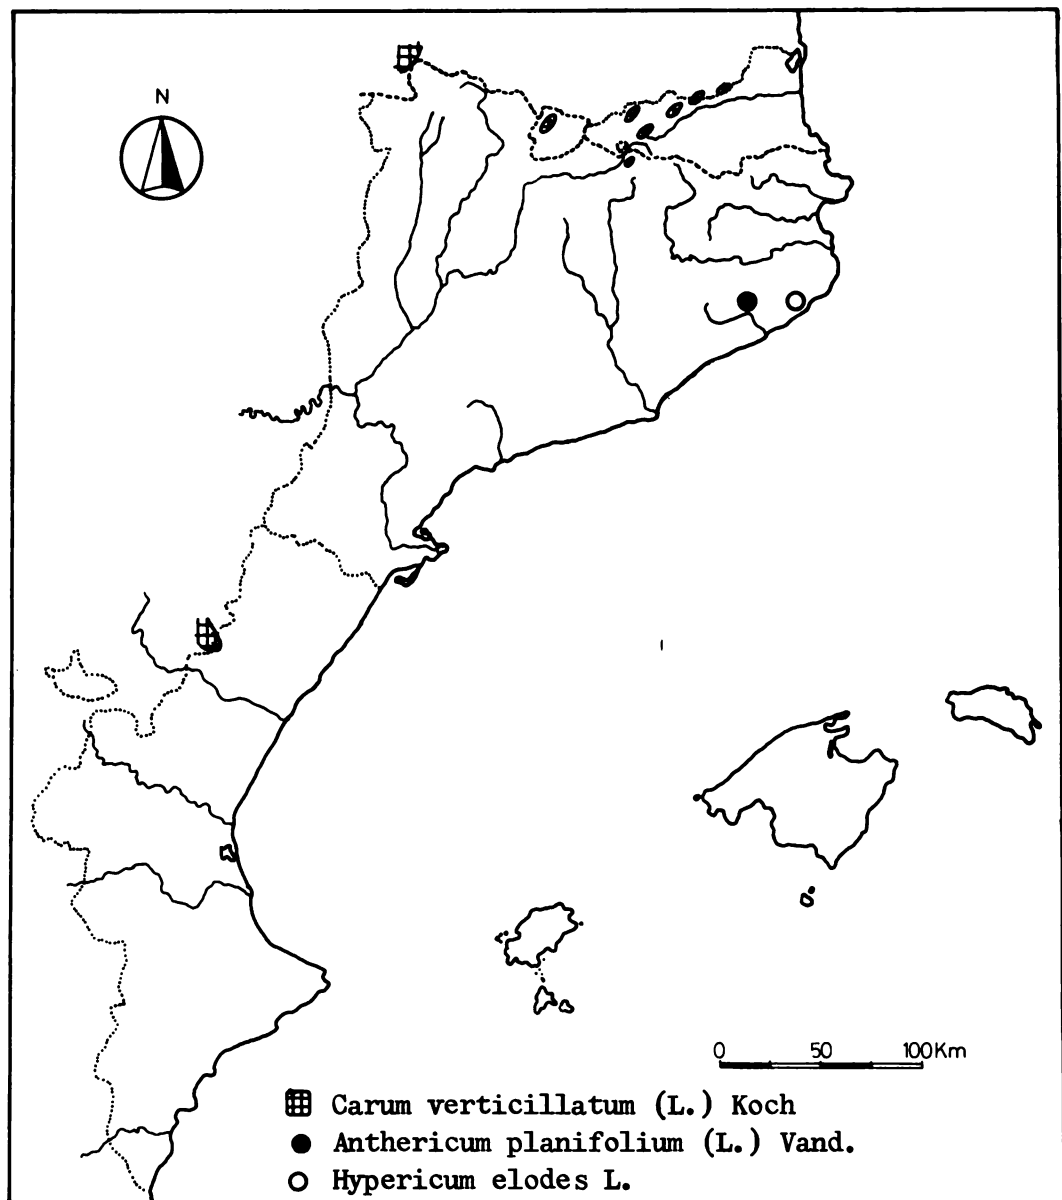 N
0 50 100Km
Carum verticillatum (L.) Koch
Anthericum planifolium (L.) Vand.
Hypericum elodes L.